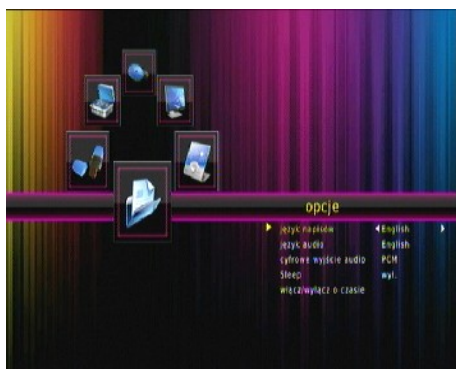 opcje
język napisów English
język audio English
cyfrowe wyjście audio PCM
Sleep wył.
włącz/wyłącz o czasie